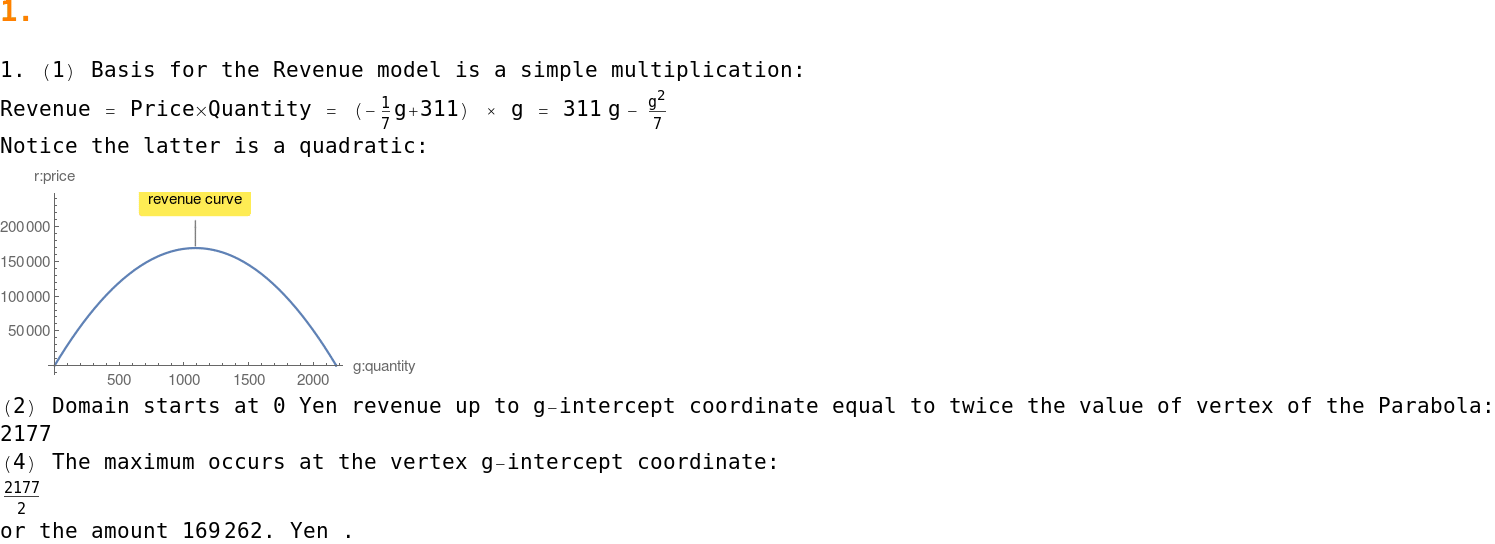 1.
1. (1) Basis for the Revenue model is a simple multiplication:
Revenue = Price×Quantity = (-1/7 g+311) × g = 311 g - g²/7
Notice the latter is a quadratic:
r:price
revenue curve
200 000
150 000
100 000
50 000
500 1000 1500 2000
g:quantity
(2) Domain starts at 0 Yen revenue up to g-intercept coordinate equal to twice the value of vertex of the Parabola:
2177
(4) The maximum occurs at the vertex g-intercept coordinate:
2177/2
or the amount 169 262. Yen .